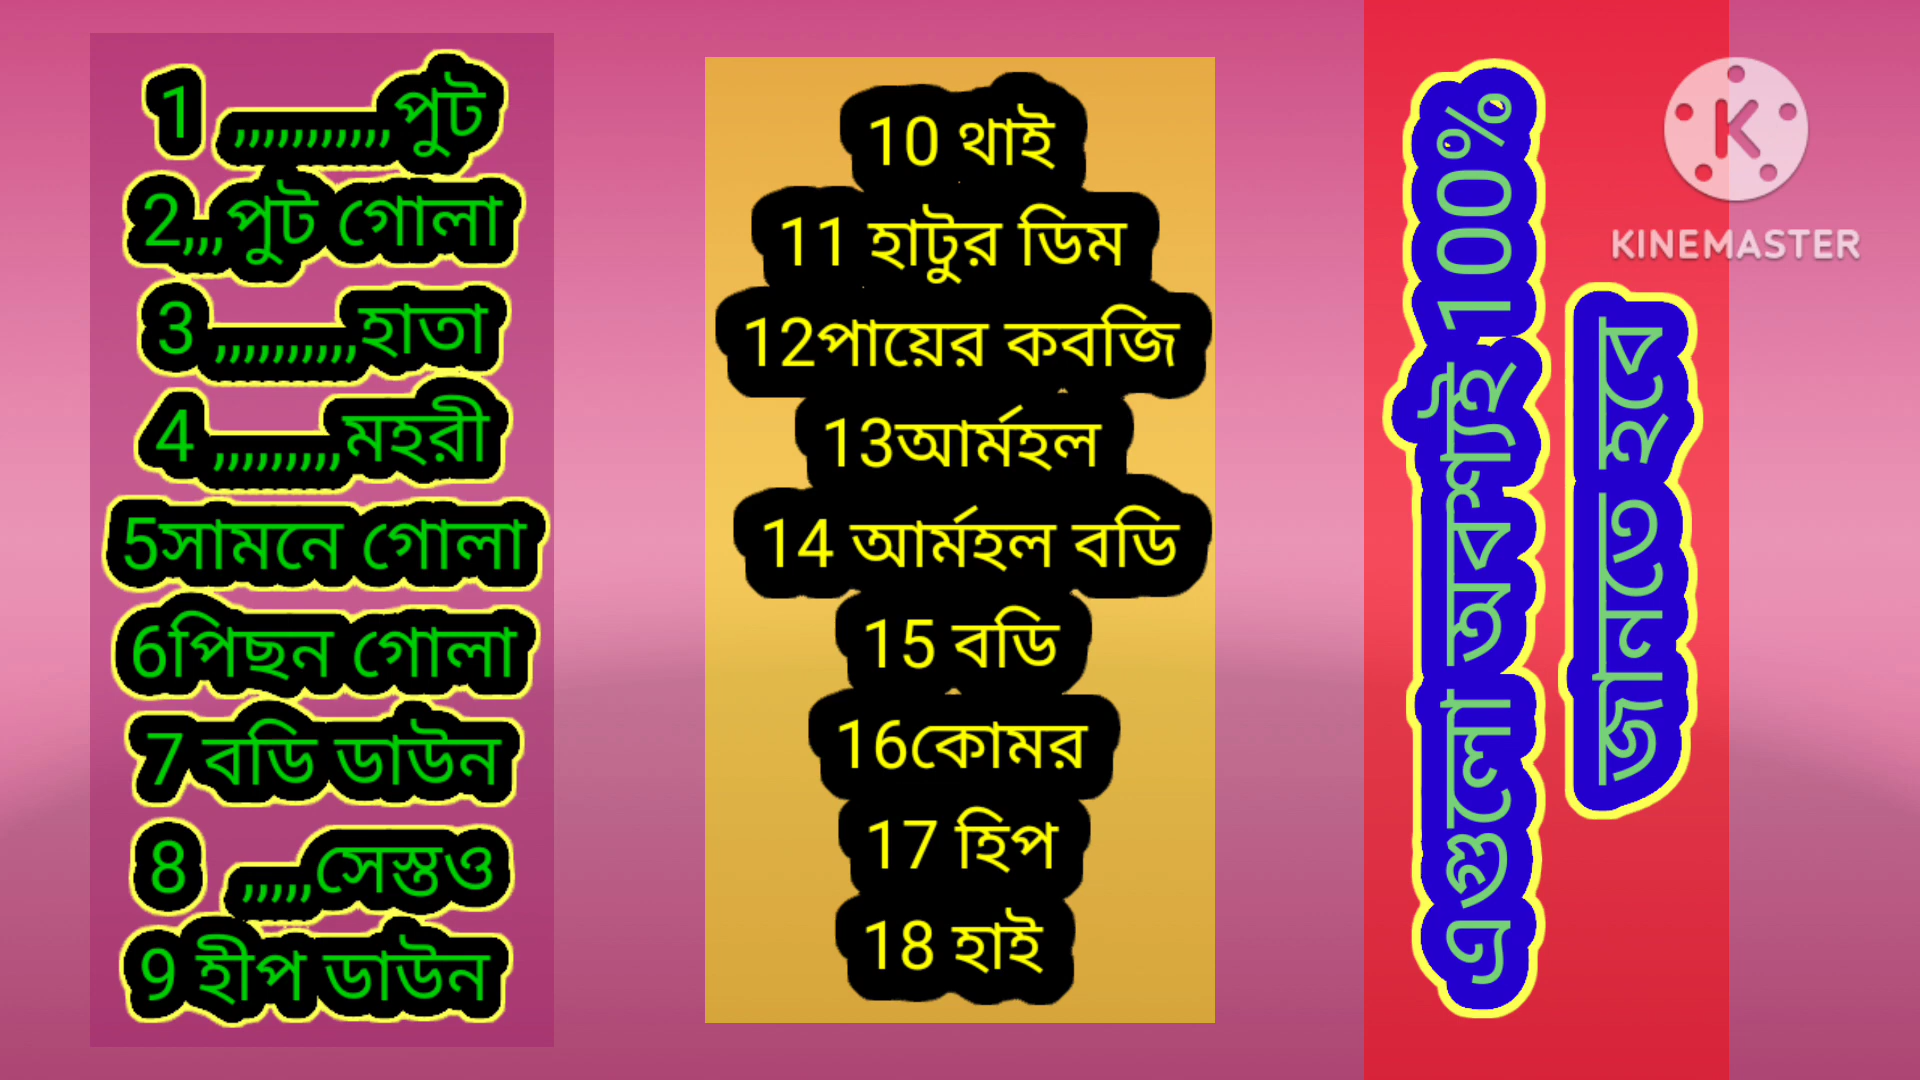 1 ,,,,,,,,,,,পুট
2,,,পুট গোলা
3 ,,,,,,,,,,হাতা
4 ,,,,,,,,,মহরী
5সামনে গোলা
6পিছন গোলা
7 বডি ডাউন
8 ,,,,,সেস্তও
9 হীপ ডাউন
10 থাই
11 হাটুর ডিম
12পায়ের কবজি
13আর্মহল
14 আর্মহল বডি
15 বডি
16কোমর
17 হিপ
18 হাই
এগুলো অবশ্যই 100%
জানতে হবে
K
KINEMASTER